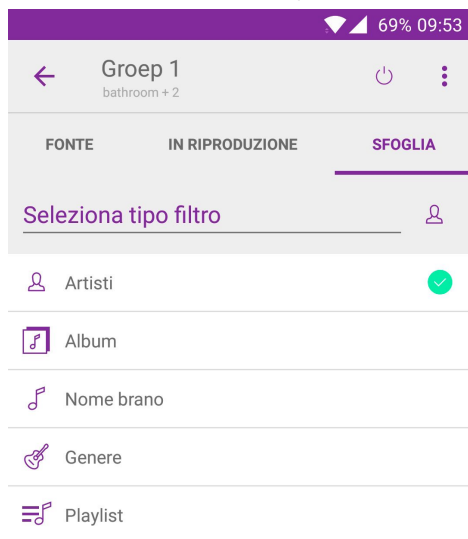 69% 09:53
Groep 1
bathroom + 2
FONTE IN RIPRODUZIONE SFOGLIA
Seleziona tipo filtro
Artisti
Album
Nome brano
Genere
Playlist